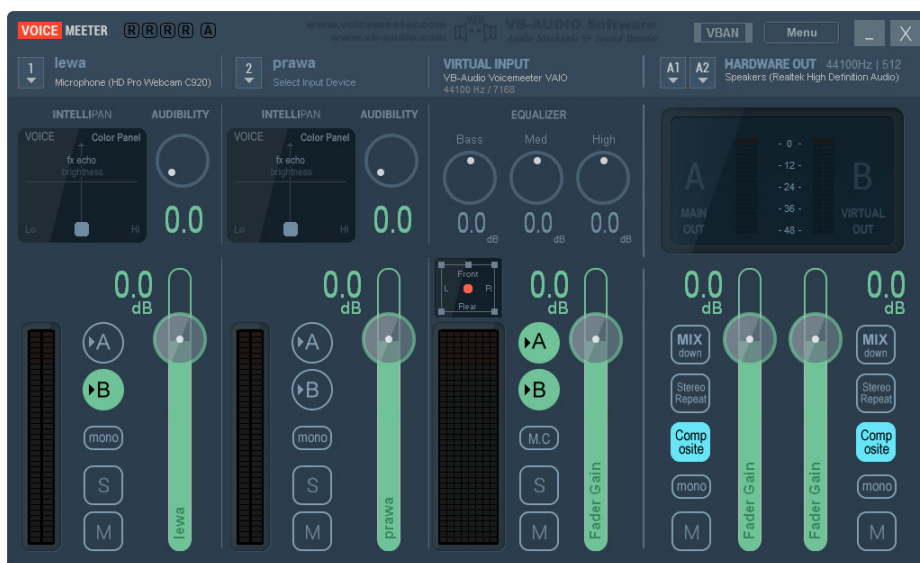 VOICE MEETER R R R R A
www.voicemeeter.com VB-AUDIO Software
www.vb-audio.com Audio Mechanic & Sound Breeder
VBAN Menu _ X
1 lewa
Microphone (HD Pro Webcam C920)
2 prawa
Select Input Device
VIRTUAL INPUT
VB-Audio Voicemeeter VAIO
44100 Hz / 7168
A1 A2 HARDWARE OUT 44100Hz | 512
Speakers (Realtek High Definition Audio)
INTELLIPAN AUDIBILITY
VOICE Color Panel
fx echo
brightness
Lo Hi
0.0
INTELLIPAN AUDIBILITY
VOICE Color Panel
fx echo
brightness
Lo Hi
0.0
EQUALIZER
Bass Med High
0.0 dB 0.0 dB 0.0 dB
A
MAIN
OUT
- 0 -
- 12 -
- 24 -
- 36 -
- 48 -
B
VIRTUAL
OUT
0.0
dB
A
B
mono
S
M
lewa
0.0
dB
A
B
mono
S
M
prawa
Front
L R
Rear
0.0
dB
A
B
M.C
S
M
Fader Gain
0.0
dB
MIX
down
Stereo
Repeat
Comp
osite
mono
M
Fader Gain
Fader Gain
0.0
dB
MIX
down
Stereo
Repeat
Comp
osite
mono
M